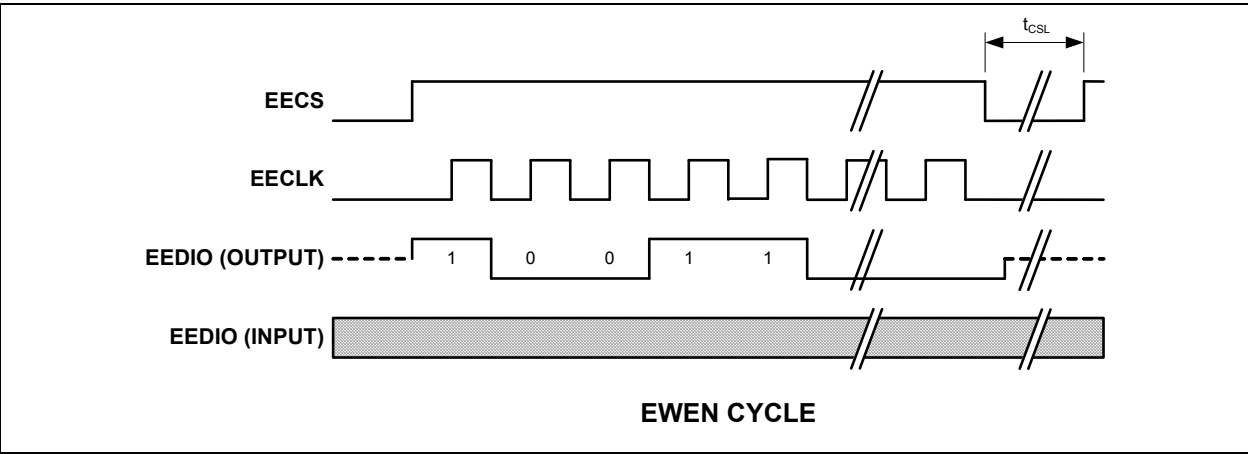 tCSL
EECS
EECLK
EEDIO (OUTPUT) 1 0 0 1 1
EEDIO (INPUT)
EWEN CYCLE